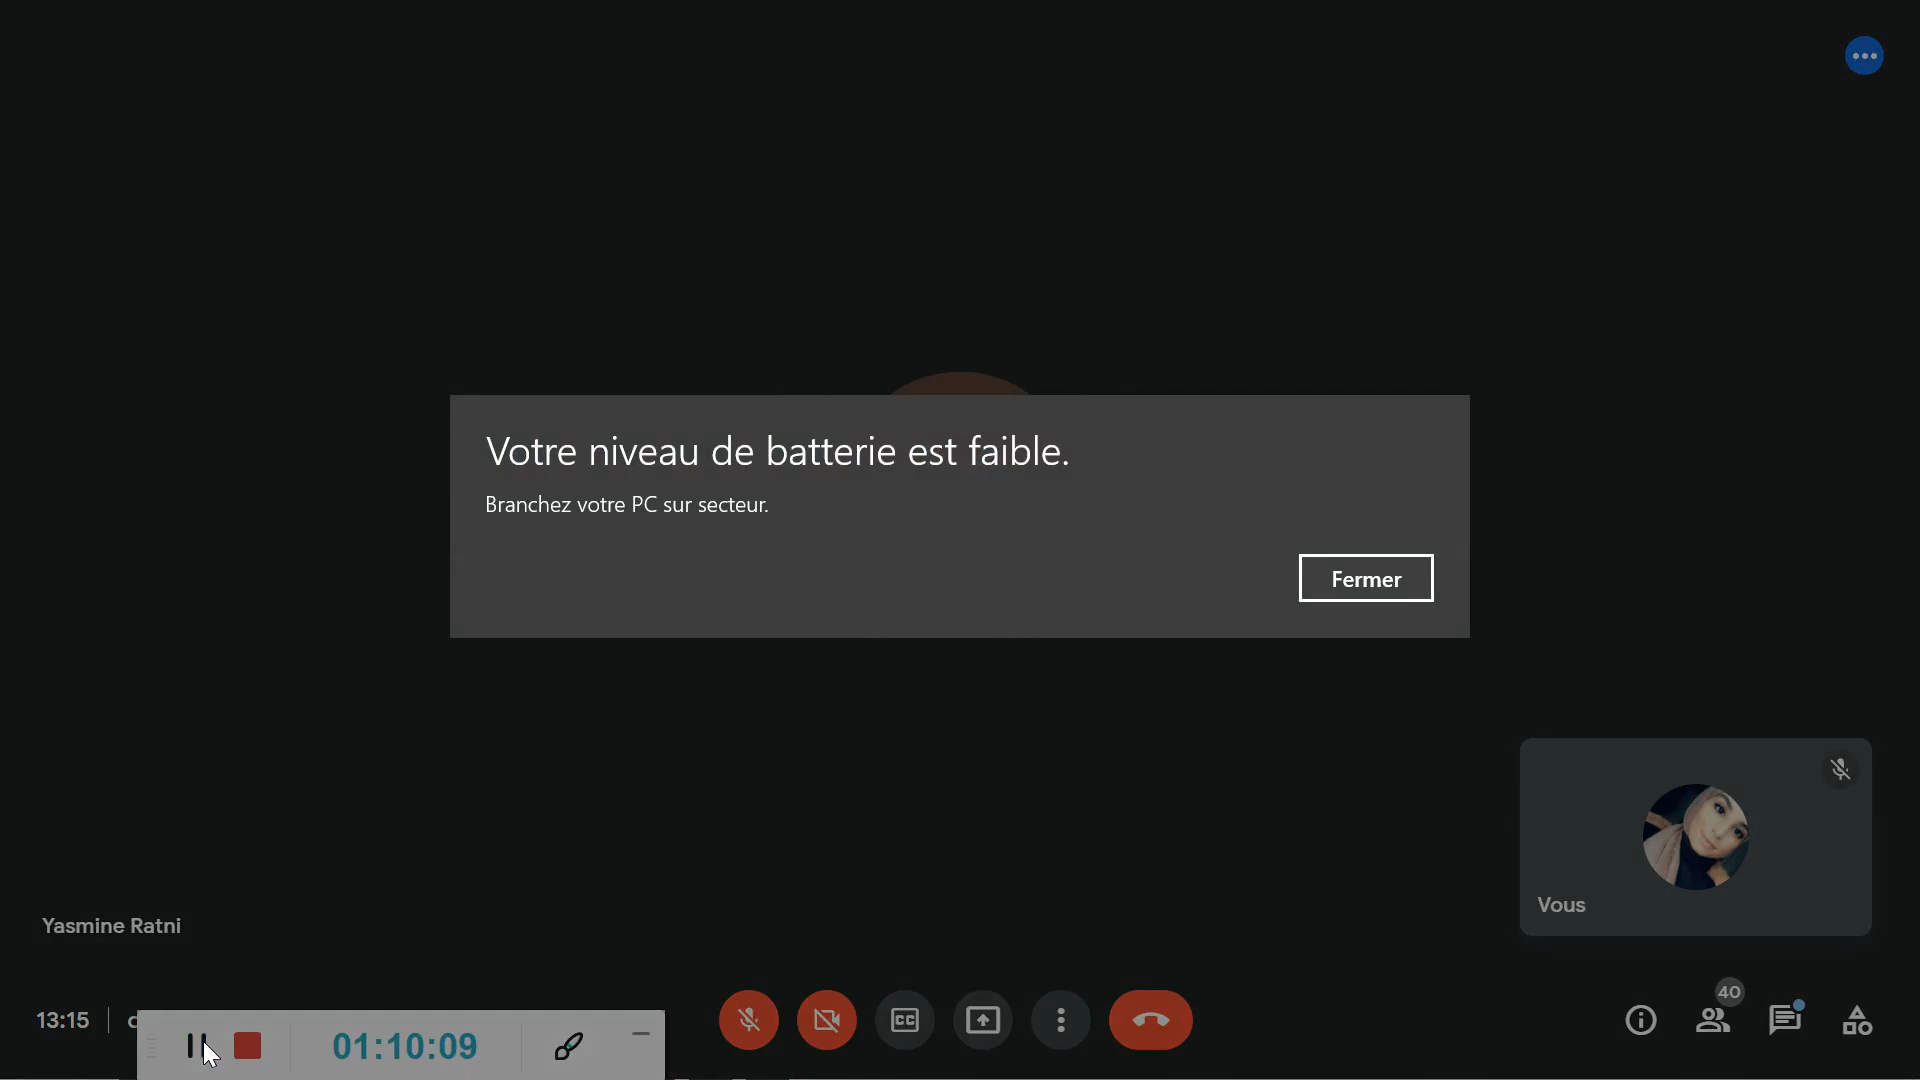 Votre niveau de batterie est faible.
Branchez votre PC sur secteur.
Fermer
Vous
Yasmine Ratni
40
13:15
01:10:09
CC